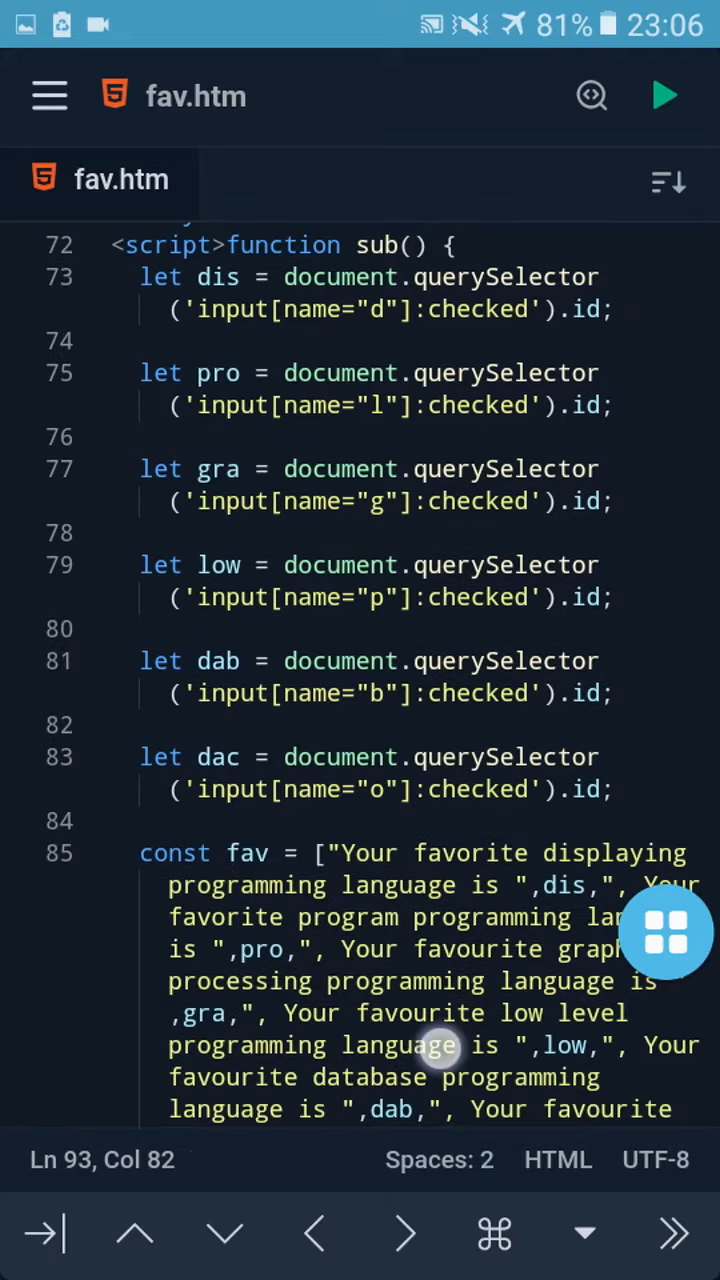 81% 23:06
fav.htm
fav.htm
72 <script>function sub() {
73 let dis = document.querySelector
('input[name="d"]:checked').id;
74
75 let pro = document.querySelector
('input[name="l"]:checked').id;
76
77 let gra = document.querySelector
('input[name="g"]:checked').id;
78
79 let low = document.querySelector
('input[name="p"]:checked').id;
80
81 let dab = document.querySelector
('input[name="b"]:checked').id;
82
83 let dac = document.querySelector
('input[name="o"]:checked').id;
84
85 const fav = ["Your favorite displaying
programming language is ",dis,", Your
favorite program programming
is ",pro,", Your favourite
processing programming language is
,gra,", Your favourite low level
programming language is ",low,", Your
favourite database programming
language is ",dab,", Your favourite
Ln 93, Col 82 Spaces: 2 HTML UTF-8